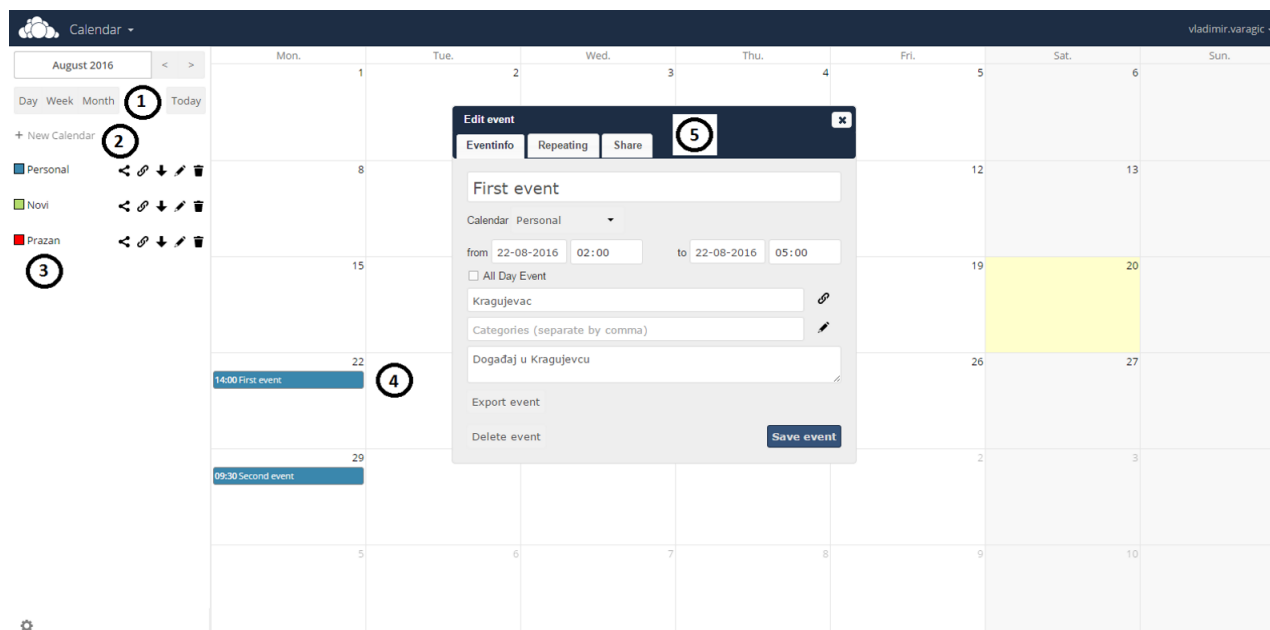 Calendar
vladimir.varagic
August 2016 < >
Day Week Month 1 Today
+ New Calendar 2
Personal
Novi
Prazan
3
Mon. Tue. Wed. Thu. Fri. Sat. Sun.
1 2 3 4 5 6
8 12 13
15 19 20
22 26 27
14:00 First event 4
29 2 3
09:30 Second event
5 6 7 8 9 10
Edit event 5
Eventinfo Repeating Share
First event
Calendar Personal
from 22-08-2016 02:00 to 22-08-2016 05:00
All Day Event
Kragujevac
Categories (separate by comma)
Događaj u Kragujevcu
Export event
Delete event Save event